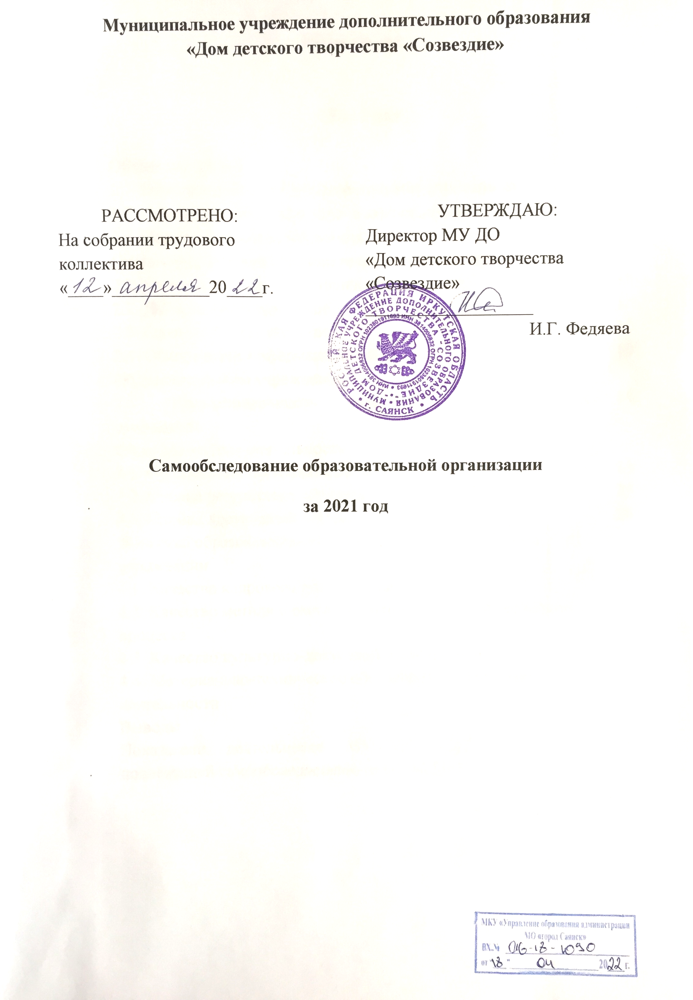 Муниципальное учреждение дополнительного образования
«Дом детского творчества «Созвездие»
РАССМОТРЕНО:
На собрании трудового
коллектива
«12» апреля 2022г.
УТВЕРЖДАЮ:
Директор МУ ДО
«Дом детского творчества
«Созвездие»
И.Г. Федяева
РОССИЙСКАЯ ФЕДЕРАЦИЯ ИРКУТСКАЯ ОБЛАСТЬ
* г. САЯНСК *
МУНИЦИПАЛЬНОЕ УЧРЕЖДЕНИЕ ДОПОЛНИТЕЛЬНОГО ОБРАЗОВАНИЯ •
"ДОМ ДЕТСКОГО ТВОРЧЕСТВА "СОЗВЕЗДИЕ" •
* ИНН 3814006832 ОГРН 1023801911693 ИНН 3814006832 ОГРН 1023801911693
Самообследование образовательной организации
за 2021 год
МКУ «Управление образования администрации
МО «город Саянск»
ВХ.№ 06-18-1090
от "18" 04 2022 г.